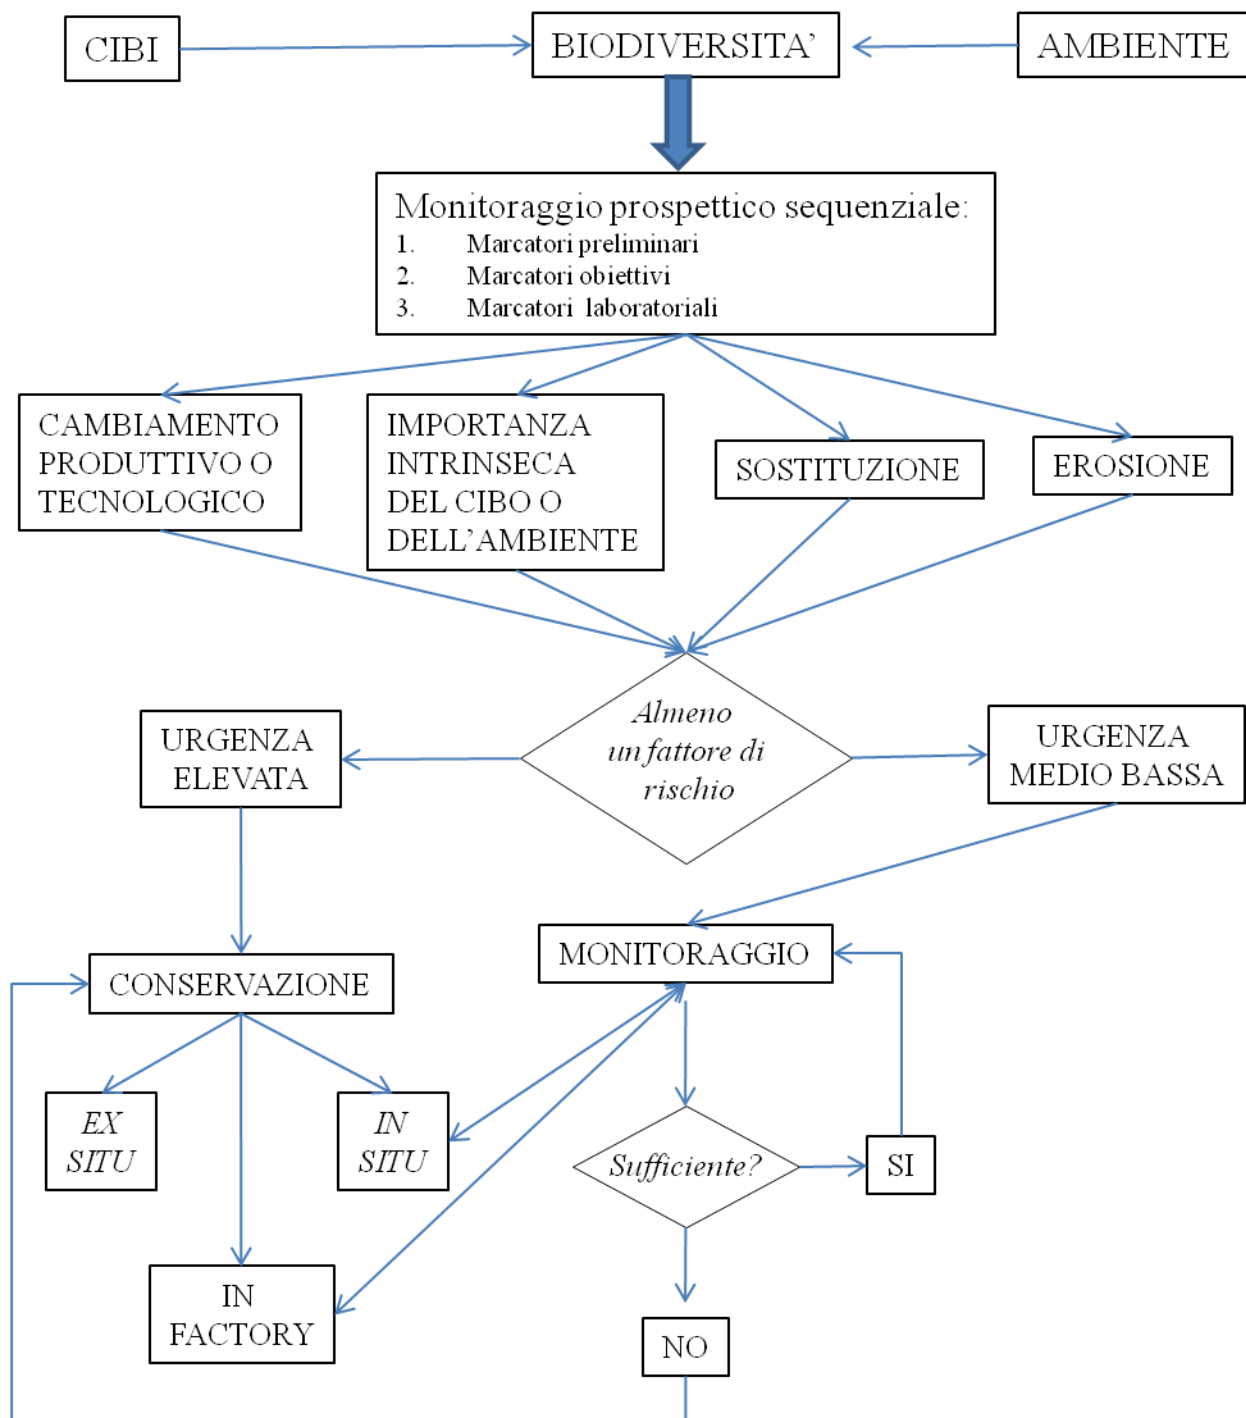 CIBI
BIODIVERSITA’
AMBIENTE
Monitoraggio prospettico sequenziale:
1. Marcatori preliminari
2. Marcatori obiettivi
3. Marcatori laboratoriali
CAMBIAMENTO
PRODUTTIVO O
TECNOLOGICO
IMPORTANZA
INTRINSECA
DEL CIBO O
DELL’AMBIENTE
SOSTITUZIONE
EROSIONE
Almeno
un fattore di
rischio
URGENZA
ELEVATA
URGENZA
MEDIO BASSA
CONSERVAZIONE
MONITORAGGIO
EX
SITU
IN
SITU
Sufficiente?
SI
IN
FACTORY
NO